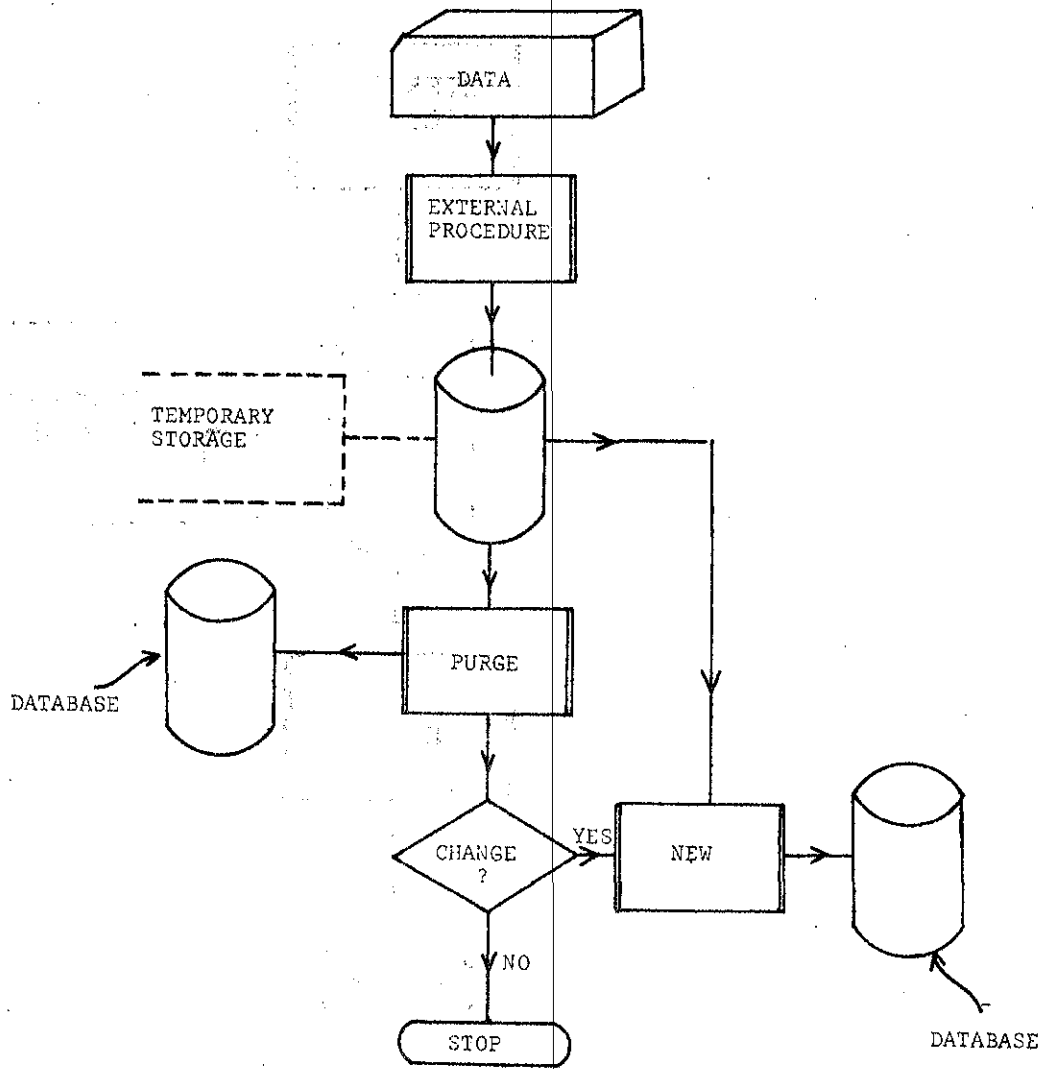 DATA
EXTERNAL
PROCEDURE
TEMPORARY
STORAGE
PURGE
DATABASE
CHANGE
?
YES
NEW
NO
STOP
DATABASE